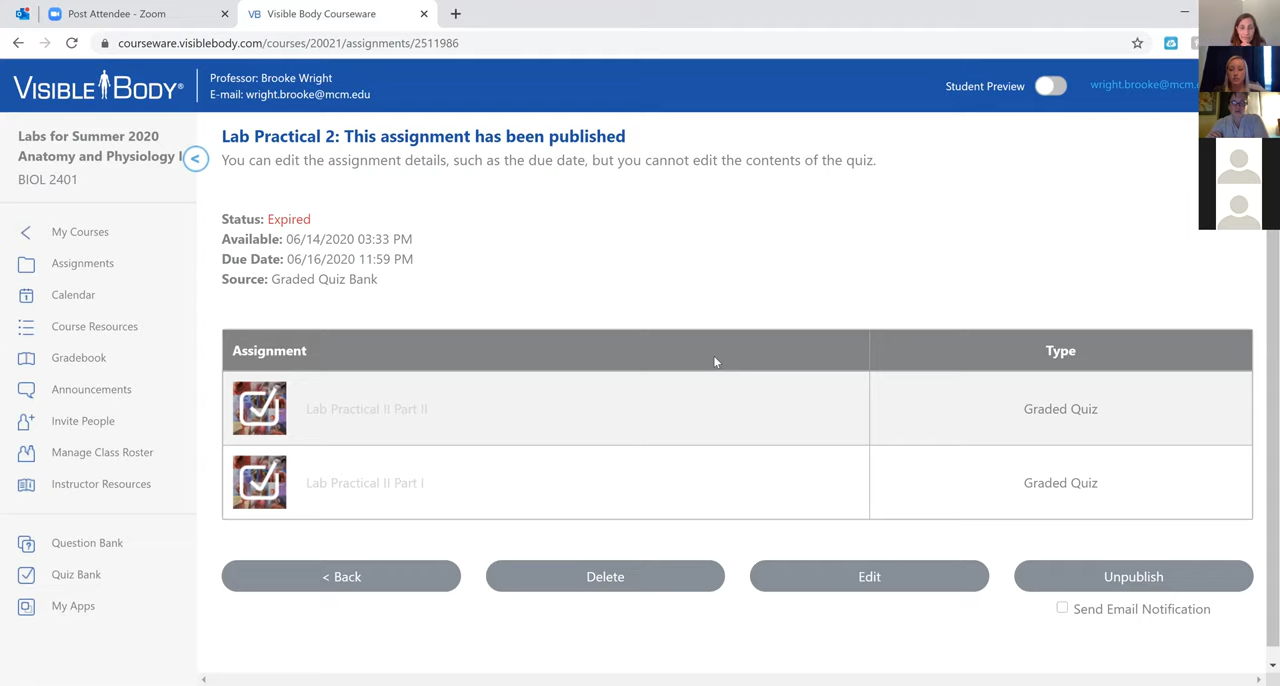 Post Attendee - Zoom
VB Visible Body Courseware
courseware.visiblebody.com/courses/20021/assignments/2511986
VISIBLE BODY®
Professor: Brooke Wright
E-mail: wright.brooke@mcm.edu
Student Preview
wright.brooke@mcm.
Labs for Summer 2020
Anatomy and Physiology I
BIOL 2401
<
My Courses
Assignments
Calendar
Course Resources
Gradebook
Announcements
Invite People
Manage Class Roster
Instructor Resources
Question Bank
Quiz Bank
My Apps
Lab Practical 2: This assignment has been published
You can edit the assignment details, such as the due date, but you cannot edit the contents of the quiz.
Status: Expired
Available: 06/14/2020 03:33 PM
Due Date: 06/16/2020 11:59 PM
Source: Graded Quiz Bank
Assignment Type
Lab Practical II Part II Graded Quiz
Lab Practical II Part I Graded Quiz
< Back Delete Edit Unpublish
Send Email Notification